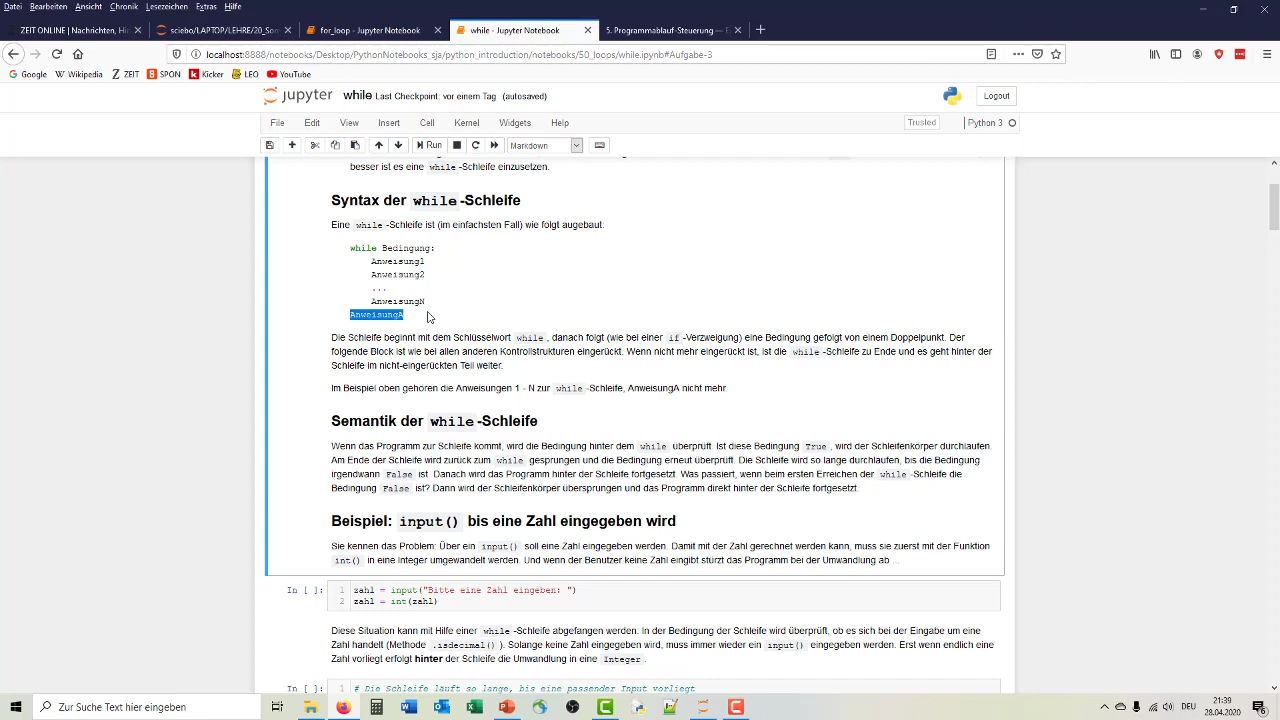 Datei Bearbeiten Ansicht Chronik Lesezeichen Extras Hilfe
ZEIT ONLINE | Nachrichten, Hi
sciebo/LAPTOP/LEHRE/20_So
for_loop - Jupyter Notebook
while - Jupyter Notebook
5. Programmablauf-Steuerung —
localhost:8888/notebooks/Desktop/PythonNotebooks_sja/python_introduction/notebooks/50_loops/while.ipynb#Aufgabe-3
Google Wikipedia ZEIT SPON Kicker LEO YouTube
jupyter while Last Checkpoint: vor einem Tag (autosaved)
Logout
File Edit View Insert Cell Kernel Widgets Help
Trusted
Python 3
Run
Markdown
besser ist es eine while -Schleife einzusetzen.
Syntax der while -Schleife
Eine while -Schleife ist (im einfachsten Fall) wie folgt augebaut:
while Bedingung:
Anweisung1
Anweisung2
...
AnweisungN
AnweisungA
Die Schleife beginnt mit dem Schlüsselwort while , danach folgt (wie bei einer if -Verzweigung) eine Bedingung gefolgt von einem Doppelpunkt. Der
folgende Block ist wie bei allen anderen Kontrollstrukturen eingerückt. Wenn nicht mehr eingerückt ist, ist die while -Schleife zu Ende und es geht hinter der
Schleife im nicht-eingerückten Teil weiter.
Im Beispiel oben gehören die Anweisungen 1 - N zur while -Schleife, AnweisungA nicht mehr.
Semantik der while -Schleife
Wenn das Programm zur Schleife kommt, wird die Bedingung hinter dem while überprüft. Ist diese Bedingung True , wird der Schleifenkörper durchlaufen.
Am Ende der Schleife wird zurück zum while gesprungen und die Bedingung erneut überprüft. Die Schleife wird so lange durchlaufen, bis die Bedingung
irgendwann False ist. Danach wird das Programm hinter der Schleife fortgesetzt. Was passiert, wenn beim ersten Erreichen der while -Schleife die
Bedingung False ist? Dann wird der Schleifenkörper übersprungen und das Programm direkt hinter der Schleife fortgesetzt.
Beispiel: input() bis eine Zahl eingegeben wird
Sie kennen das Problem: Über ein input() soll eine Zahl eingegeben werden. Damit mit der Zahl gerechnet werden kann, muss sie zuerst mit der Funktion
int() in eine Integer umgewandelt werden. Und wenn der Benutzer keine Zahl eingibt stürzt das Programm bei der Umwandlung ab ...
In [ ]: 1 zahl = input("Bitte eine Zahl eingeben: ")
2 zahl = int(zahl)
Diese Situation kann mit Hilfe einer while -Schleife abgefangen werden: In der Bedingung der Schleife wird überprüft, ob es sich bei der Eingabe um eine
Zahl handelt (Methode .isdecimal() ). Solange keine Zahl eingegeben wird, muss immer wieder ein input() eingegeben werden. Erst wenn endlich eine
Zahl vorliegt erfolgt hinter der Schleife die Umwandlung in eine Integer .
In [ ]: 1 # Die Schleife läuft so lange, bis eine passender Input vorliegt
Zur Suche Text hier eingeben
DEU
21:39
28.04.2020